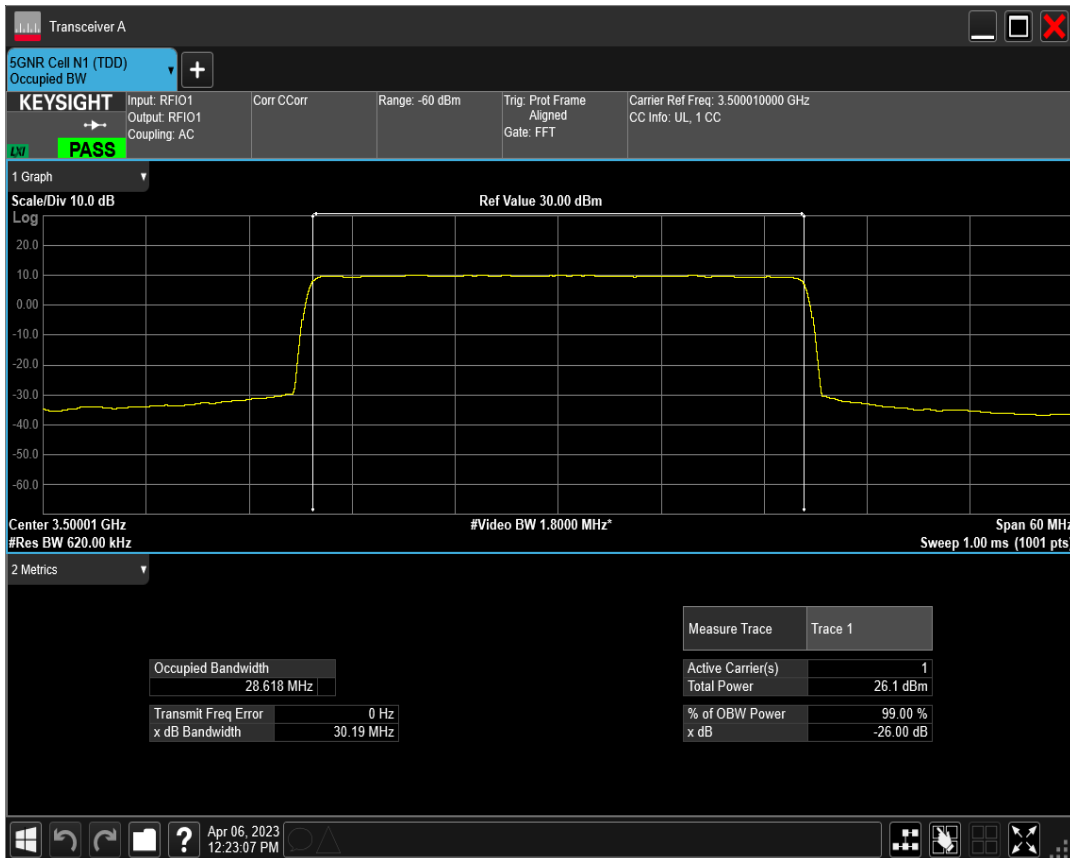 Transceiver A
5GNR Cell N1 (TDD)
Occupied BW
+
KEYSIGHT
LXI
PASS
Input: RFIO1
Output: RFIO1
Coupling: AC
Corr CCorr
Range: -60 dBm
Trig: Prot Frame
Aligned
Gate: FFT
Carrier Ref Freq: 3.500010000 GHz
CC Info: UL, 1 CC
1 Graph
Scale/Div 10.0 dB
Ref Value 30.00 dBm
Log
20.0
10.0
0.00
-10.0
-20.0
-30.0
-40.0
-50.0
-60.0
Center 3.50001 GHz
#Video BW 1.8000 MHz*
Span 60 MHz
#Res BW 620.00 kHz
Sweep 1.00 ms (1001 pts)
2 Metrics
Measure Trace Trace 1
Occupied Bandwidth
28.618 MHz
Active Carrier(s) 1
Total Power 26.1 dBm
Transmit Freq Error 0 Hz
x dB Bandwidth 30.19 MHz
% of OBW Power 99.00 %
x dB -26.00 dB
?
Apr 06, 2023
12:23:07 PM